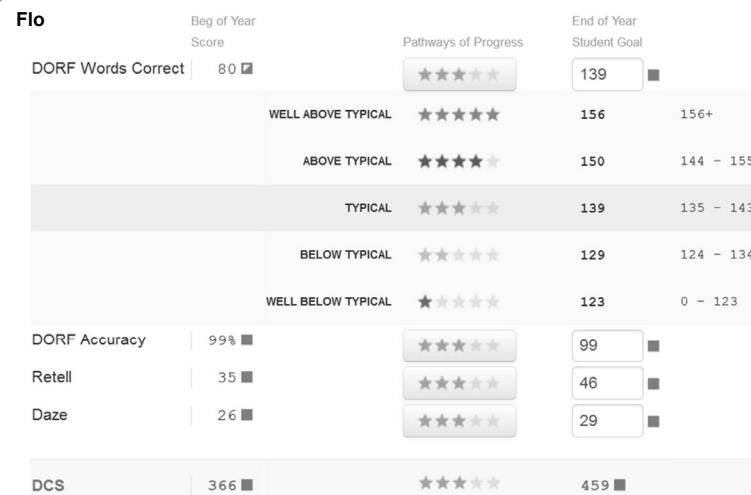 Flo
Beg of Year Score
Pathways of Progress
End of Year Student Goal
DORF Words Correct 80 139
WELL ABOVE TYPICAL 156 156+
ABOVE TYPICAL 150 144 - 155
TYPICAL 139 135 - 143
BELOW TYPICAL 129 124 - 134
WELL BELOW TYPICAL 123 0 - 123
DORF Accuracy 99% 99
Retell 35 46
Daze 26 29
DCS 366 459